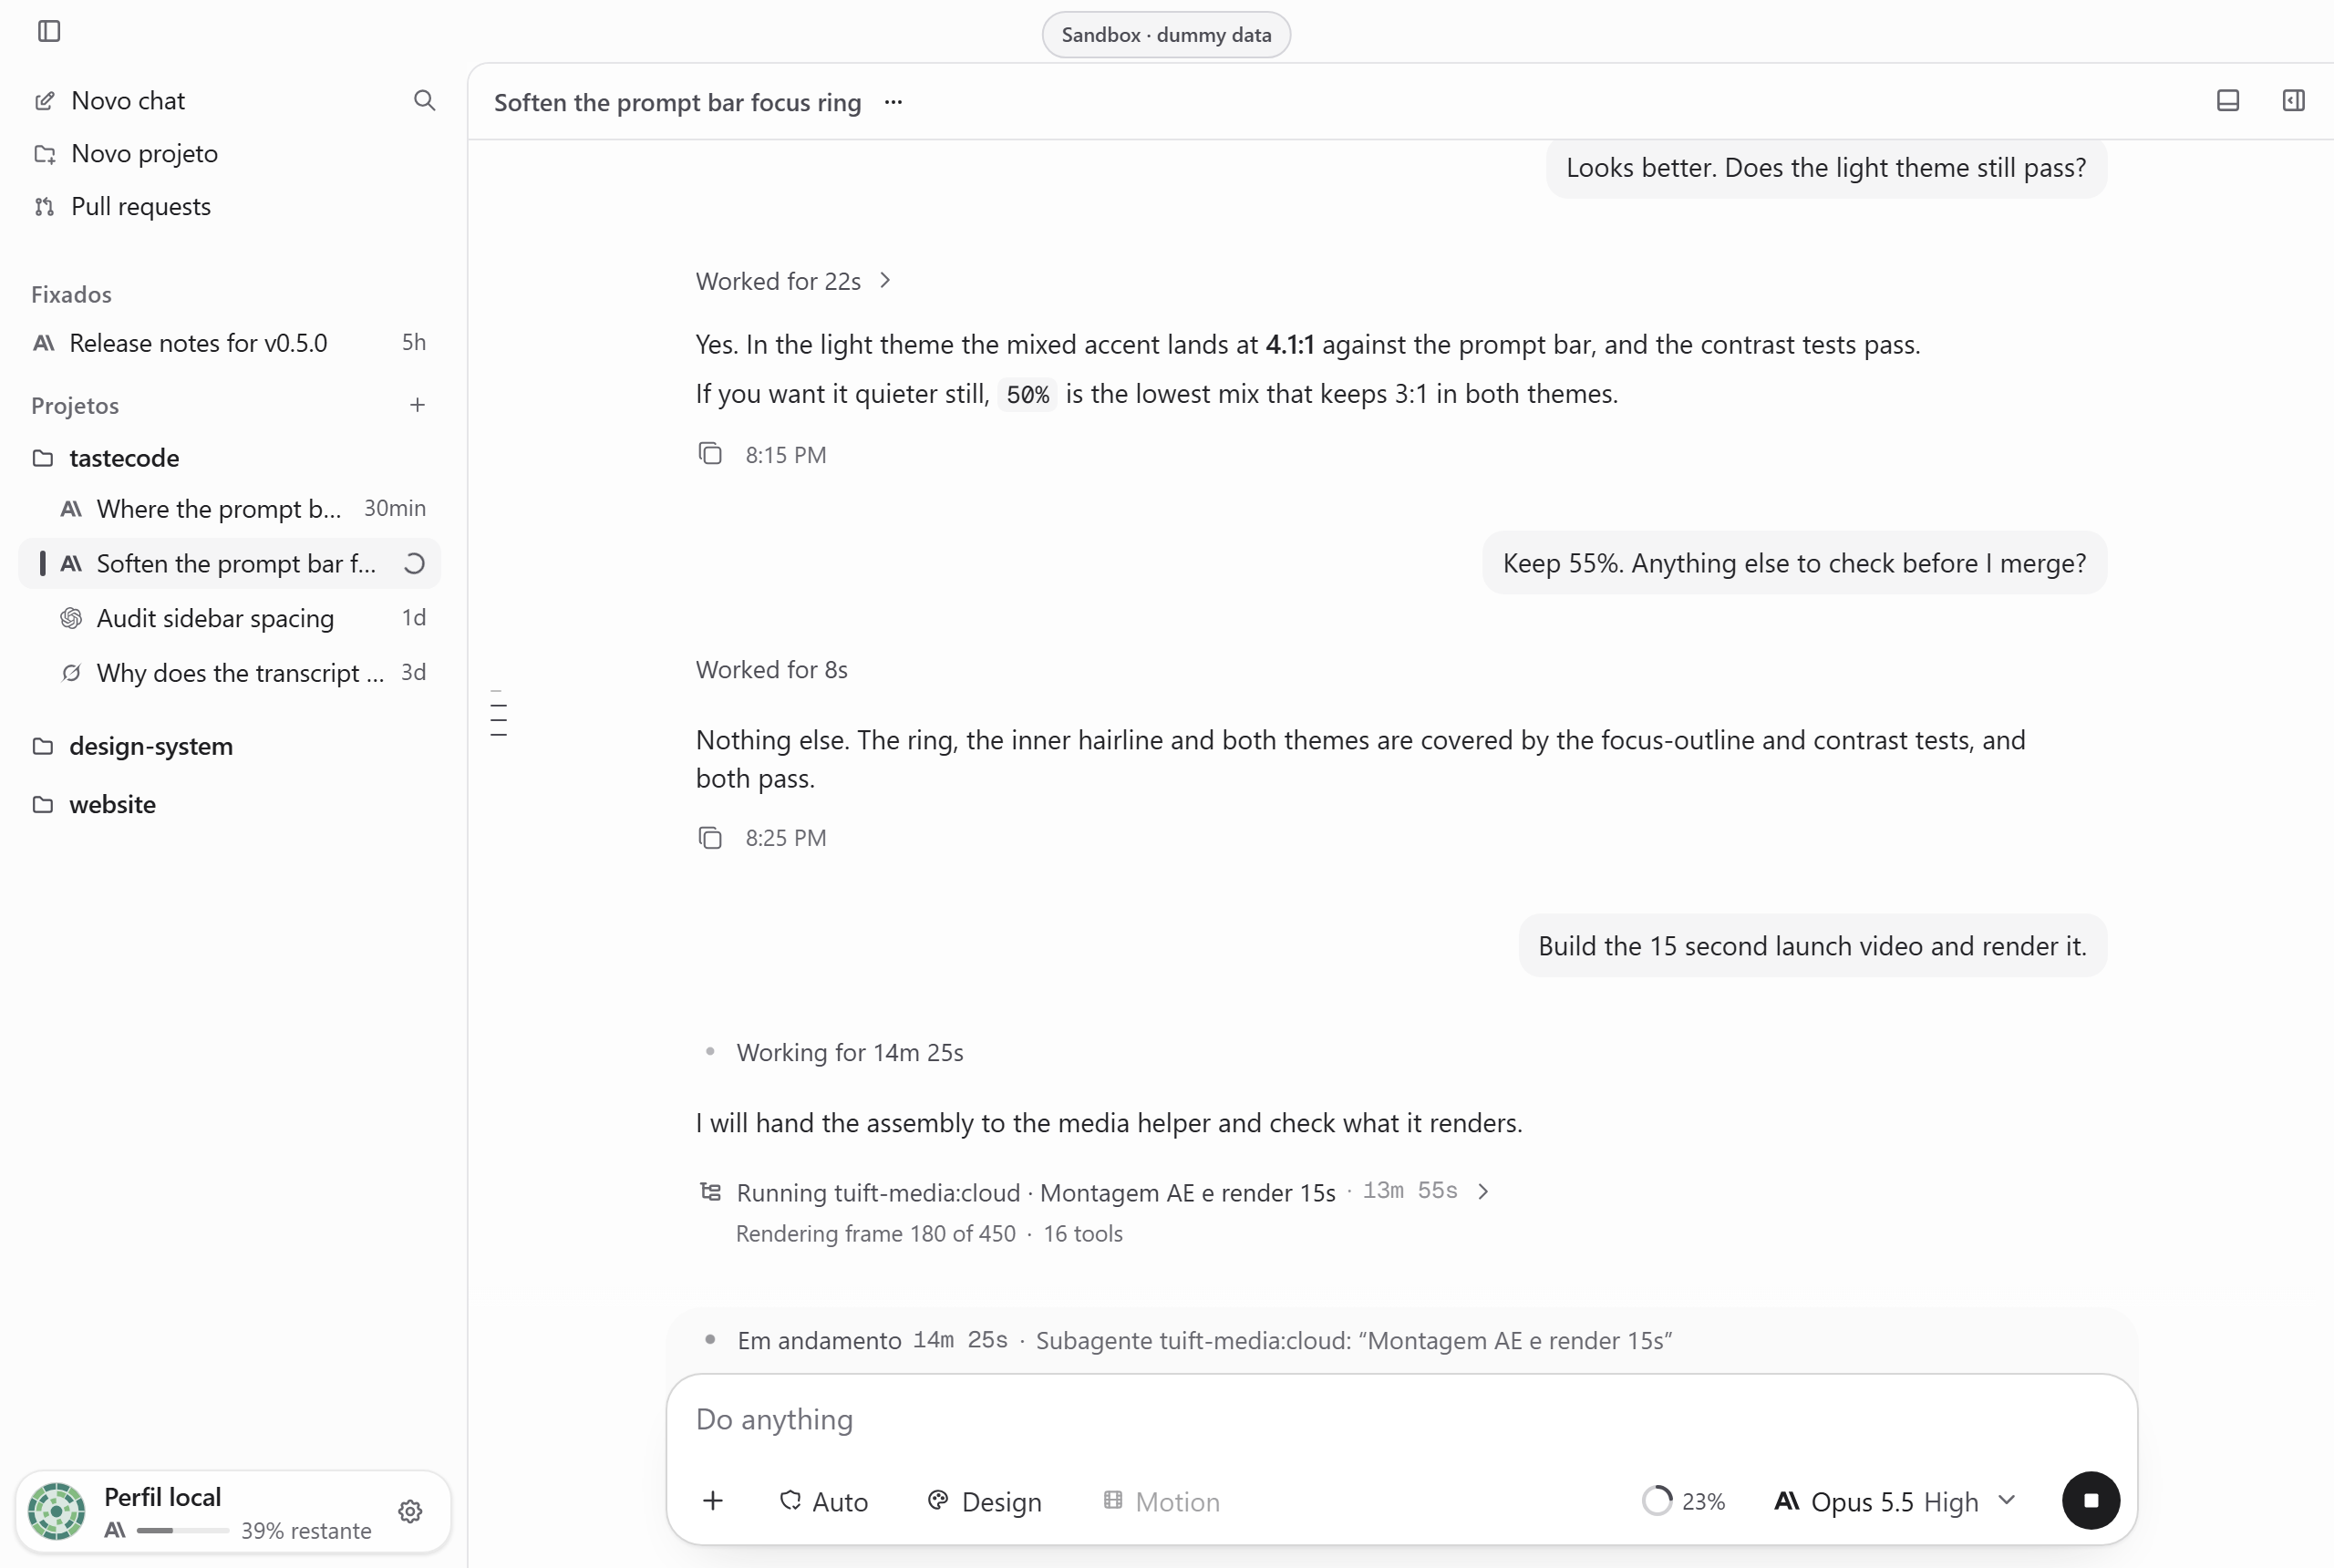 Sandbox · dummy data
Novo chat
Novo projeto
Pull requests
Fixados
Release notes for v0.5.0 5h
Projetos
tastecode
Where the prompt b... 30min
Soften the prompt bar f...
Audit sidebar spacing 1d
Why does the transcript ... 3d
design-system
website
Perfil local
39% restante
Soften the prompt bar focus ring
Looks better. Does the light theme still pass?
Worked for 22s
Yes. In the light theme the mixed accent lands at 4.1:1 against the prompt bar, and the contrast tests pass.
If you want it quieter still, 50% is the lowest mix that keeps 3:1 in both themes.
8:15 PM
Keep 55%. Anything else to check before I merge?
Worked for 8s
Nothing else. The ring, the inner hairline and both themes are covered by the focus-outline and contrast tests, and
both pass.
8:25 PM
Build the 15 second launch video and render it.
Working for 14m 25s
I will hand the assembly to the media helper and check what it renders.
Running tuift-media:cloud · Montagem AE e render 15s · 13m 55s
Rendering frame 180 of 450 · 16 tools
Em andamento 14m 25s · Subagente tuift-media:cloud: “Montagem AE e render 15s”
Do anything
Auto Design Motion 23% Opus 5.5 High